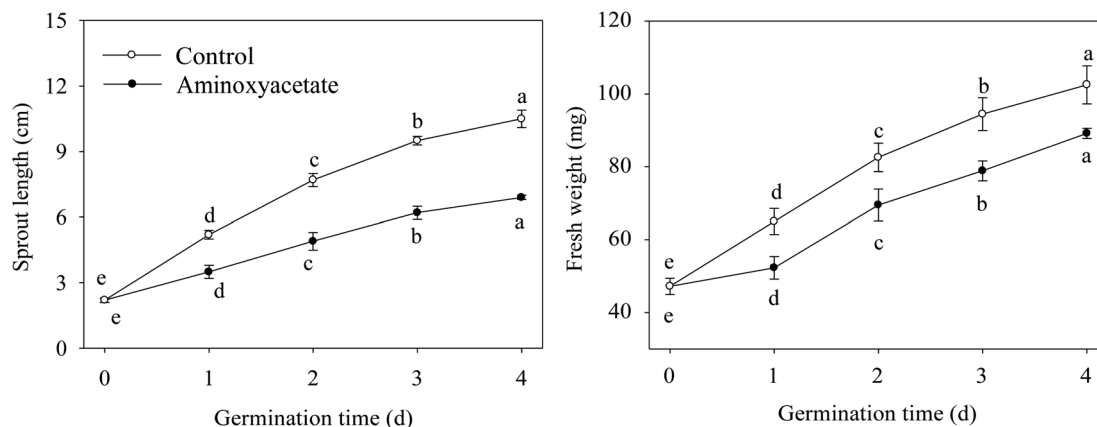 15
12
9
6
3
0
Sprout length (cm)
Control
Aminoxyacetate
e
d
c
b
a
e
d
c
b
a
0 1 2 3 4
Germination time (d)
120
100
80
60
40
Fresh weight (mg)
e
d
c
b
a
e
d
c
b
a
0 1 2 3 4
Germination time (d)